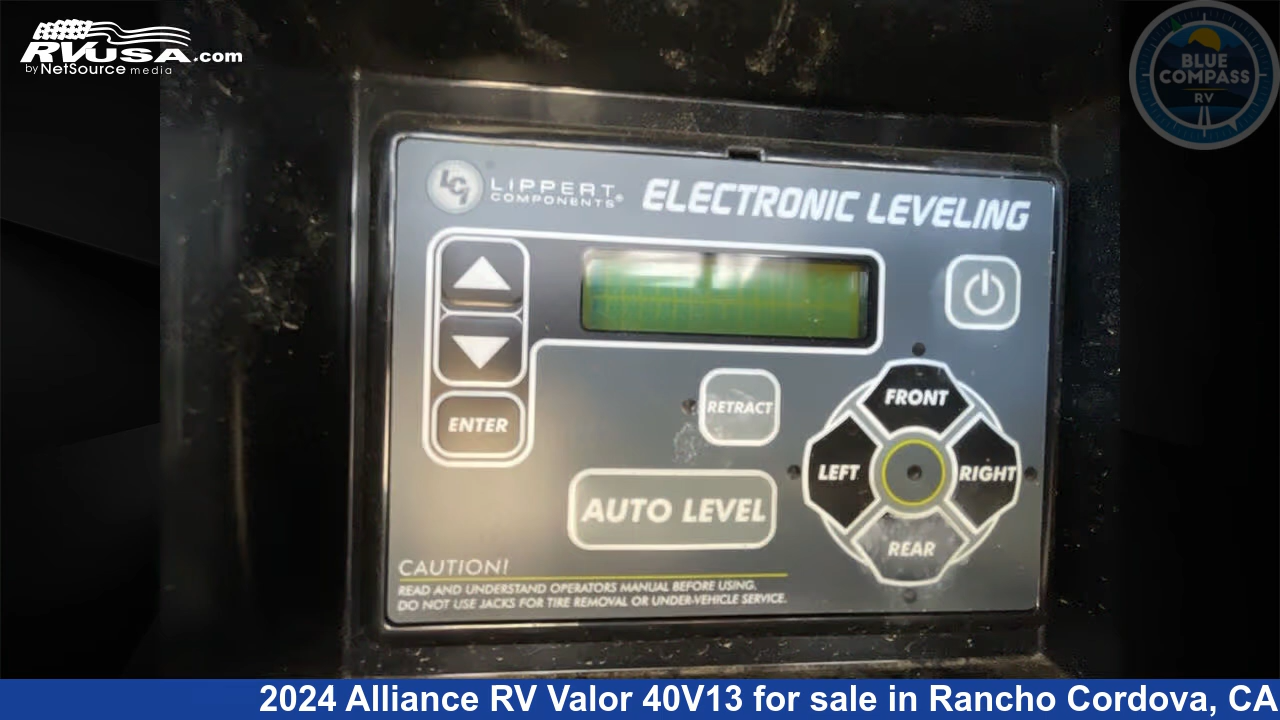 RVUSA.com
by NetSource media
BLUE
COMPASS
RV
LCI
LIPPERT
COMPONENTS®
ELECTRONIC LEVELING
ENTER
RETRACT
FRONT
LEFT
RIGHT
REAR
AUTO LEVEL
CAUTION!
READ AND UNDERSTAND OPERATORS MANUAL BEFORE USING.
DO NOT USE JACKS FOR TIRE REMOVAL OR UNDER-VEHICLE SERVICE.
2024 Alliance RV Valor 40V13 for sale in Rancho Cordova, CA